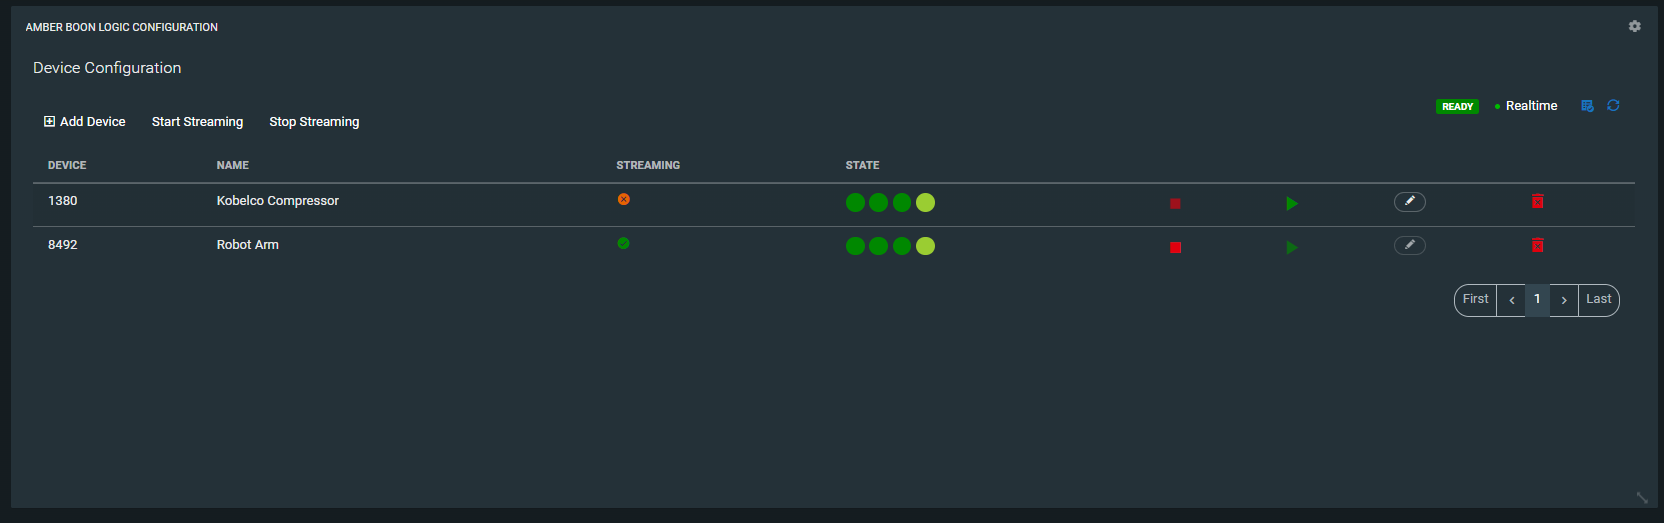 AMBER BOON LOGIC CONFIGURATION
Device Configuration
READY Realtime
Add Device Start Streaming Stop Streaming
DEVICE NAME STREAMING STATE
1380 Kobelco Compressor
8492 Robot Arm
First ‹ 1 › Last